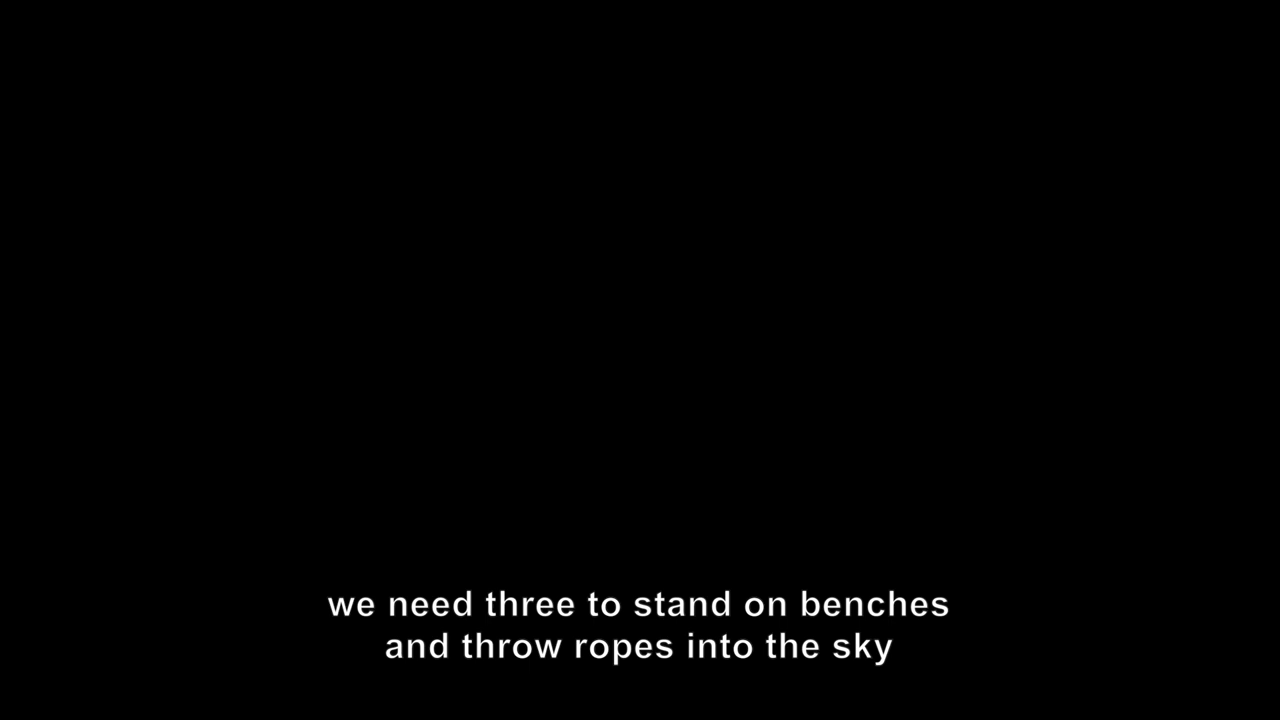 we need three to stand on benches
and throw ropes into the sky